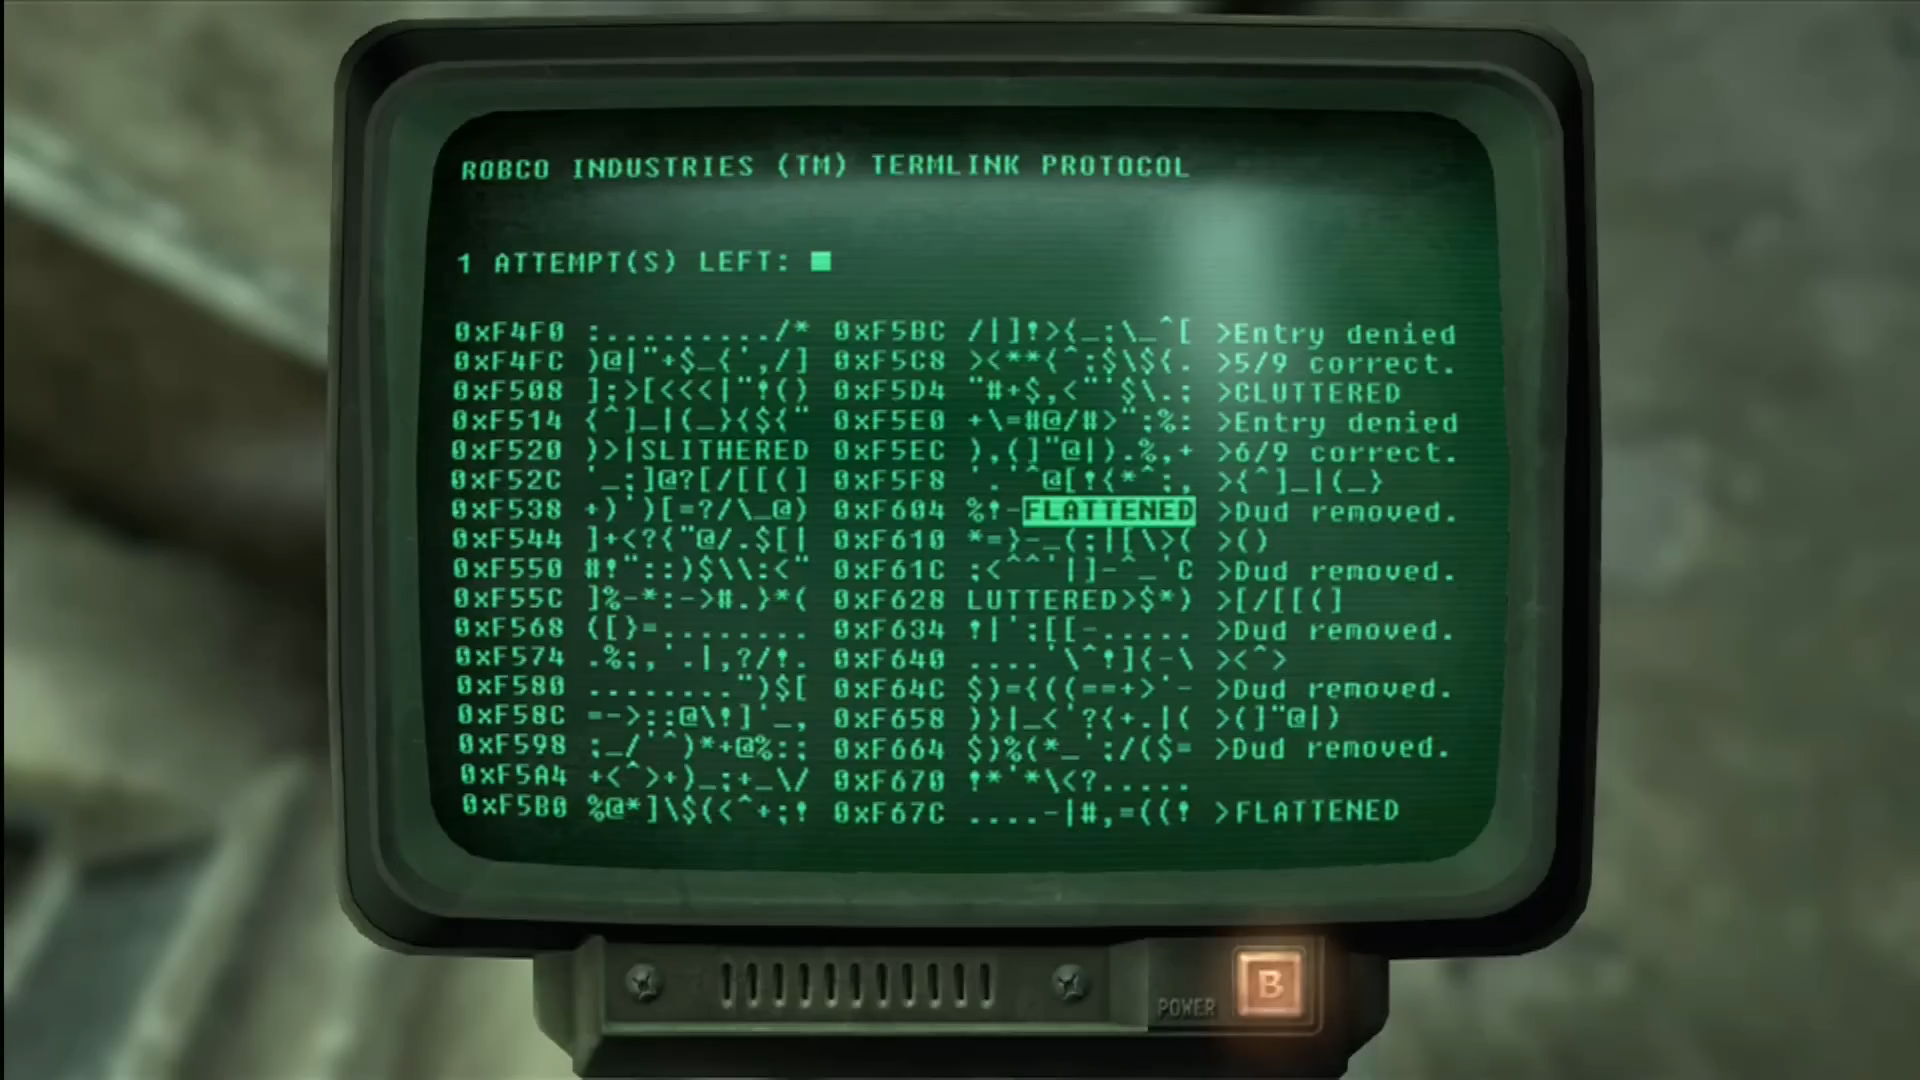 ROBCO INDUSTRIES (TM) TERMLINK PROTOCOL
1 ATTEMPT(S) LEFT: ■
0xF4F0 :........../* 0xF5BC /|]!>{_;\_^[ >Entry denied
0xF4FC )@|"+$_{',/] 0xF5C8 ><**{^;$\${. >5/9 correct.
0xF508 ];>[<<<|"!() 0xF5D4 "#+$,<"'$\.; >CLUTTERED
0xF514 {^]_|(_}{${" 0xF5E0 +\=#@/#>";%: >Entry denied
0xF520 )>|SLITHERED 0xF5EC ),(]"@|).%,+ >6/9 correct.
0xF52C '_;]@?[/[[(] 0xF5F8 '.'^@[!{*^;, >{^]_|(_}
0xF538 +)')[=?/\_@) 0xF604 %!-FLATTENED >Dud removed.
0xF544 ]+<?{"@/.$[| 0xF610 *=}-_(;|[\>( >()
0xF550 #!"::)$\\:<" 0xF61C ;<^^'|]-^_'C >Dud removed.
0xF55C ]%-*:->#.}*( 0xF628 LUTTERED>$*) >[/[[(]
0xF568 ([}=........ 0xF634 !|';[[-..... >Dud removed.
0xF574 .%;,'.|,?/!. 0xF640 ....'\^!]{-\ ><^>
0xF580 ........")$[ 0xF64C $)={((==+>'- >Dud removed.
0xF58C =->::@\!]'_, 0xF658 ))}|_<'?{+.|( >(]"@|)
0xF598 ;_/'^)*+@%:; 0xF664 $)%(*_';/($= >Dud removed.
0xF5A4 +<^>+)_;+_\/ 0xF670 !*'*\<?.....
0xF5B0 %@*]\$(<^+;! 0xF67C ....-|#,=((! >FLATTENED
POWER B